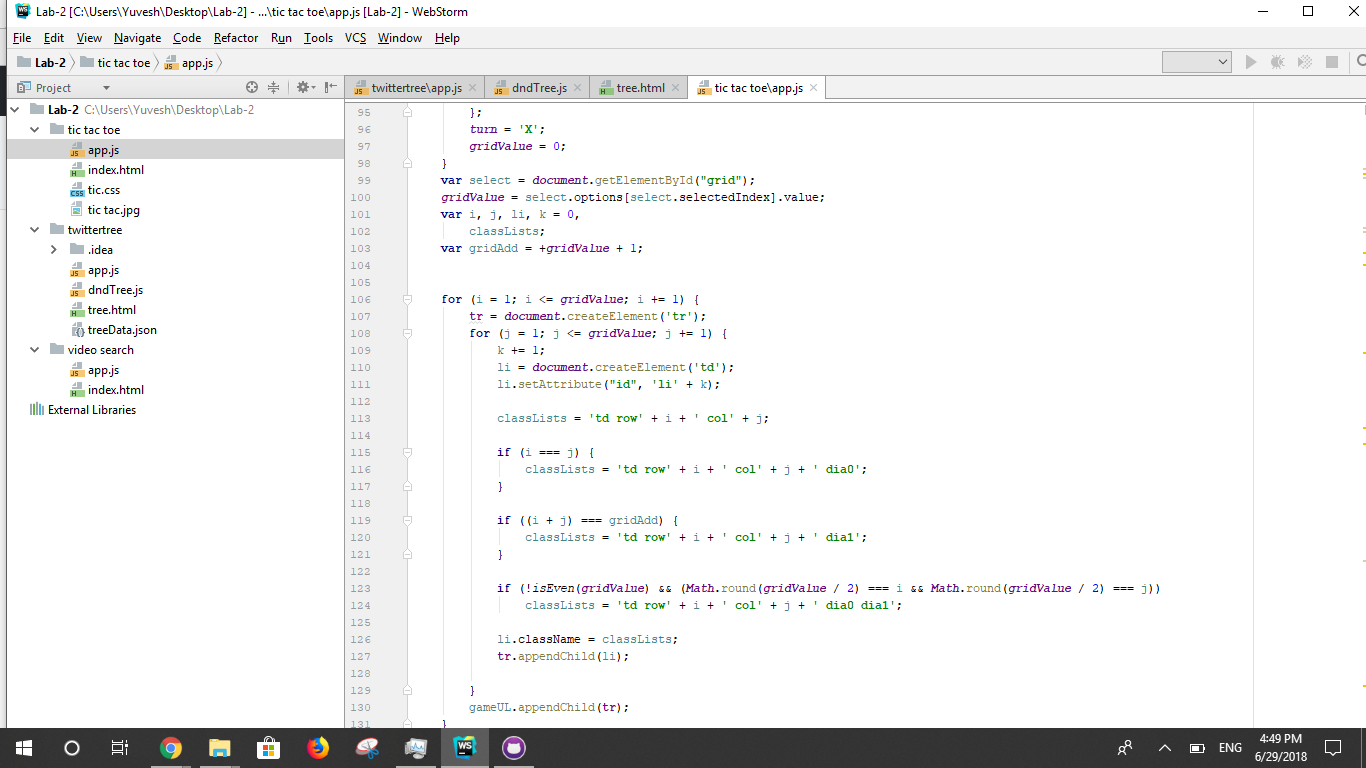 Lab-2 [C:\Users\Yuvesh\Desktop\Lab-2] - ...\tic tac toe\app.js [Lab-2] - WebStorm
File Edit View Navigate Code Refactor Run Tools VCS Window Help
Lab-2 tic tac toe app.js
Project
twittertree\app.js dndTree.js tree.html tic tac toe\app.js
Lab-2 C:\Users\Yuvesh\Desktop\Lab-2
tic tac toe
app.js
index.html
tic.css
tic tac.jpg
twittertree
.idea
app.js
dndTree.js
tree.html
treeData.json
video search
app.js
index.html
External Libraries
95 };
96 turn = 'X';
97 gridValue = 0;
98 }
99 var select = document.getElementById("grid");
100 gridValue = select.options[select.selectedIndex].value;
101 var i, j, li, k = 0,
102 classLists;
103 var gridAdd = +gridValue + 1;
104
105
106 for (i = 1; i <= gridValue; i += 1) {
107 tr = document.createElement('tr');
108 for (j = 1; j <= gridValue; j += 1) {
109 k += 1;
110 li = document.createElement('td');
111 li.setAttribute("id", 'li' + k);
112
113 classLists = 'td row' + i + ' col' + j;
114
115 if (i === j) {
116 classLists = 'td row' + i + ' col' + j + ' dia0';
117 }
118
119 if ((i + j) === gridAdd) {
120 classLists = 'td row' + i + ' col' + j + ' dia1';
121 }
122
123 if (!isEven(gridValue) && (Math.round(gridValue / 2) === i && Math.round(gridValue / 2) === j))
124 classLists = 'td row' + i + ' col' + j + ' dia0 dia1';
125
126 li.className = classLists;
127 tr.appendChild(li);
128
129 }
130 gameUL.appendChild(tr);
131 }
ENG
4:49 PM
6/29/2018